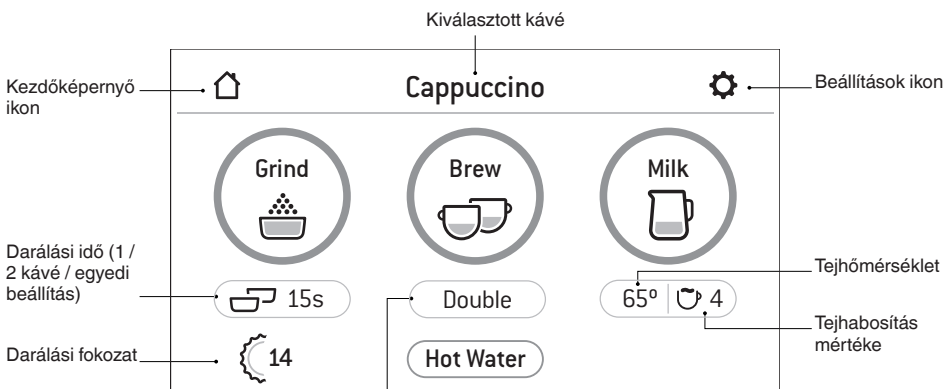 Kiválasztott kávé
Kezdőképernyő
ikon
Cappuccino
Beállítások ikon
Grind
Brew
Milk
Darálási idő (1 /
2 kávé / egyedi
beállítás)
15s
Double
65º
4
Tejhőmérséklet
Tejhabosítás
mértéke
Darálási fokozat
14
Hot Water